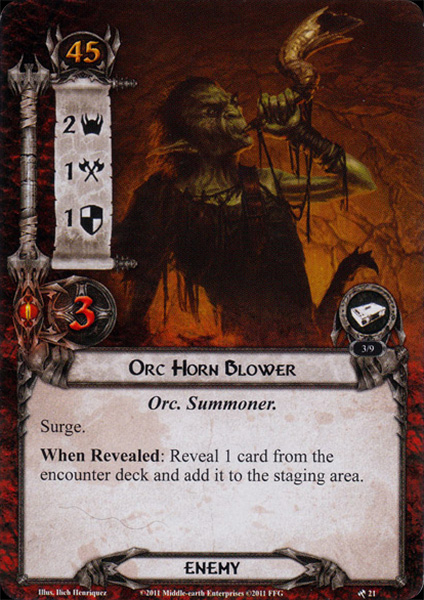 45
2
1
1
3
3/9
Orc Horn Blower
Orc. Summoner.
Surge.
When Revealed: Reveal 1 card from the
encounter deck and add it to the staging area.
ENEMY
Illus. Ilich Henriquez ©2011 Middle-earth Enterprises ©2011 FFG 21